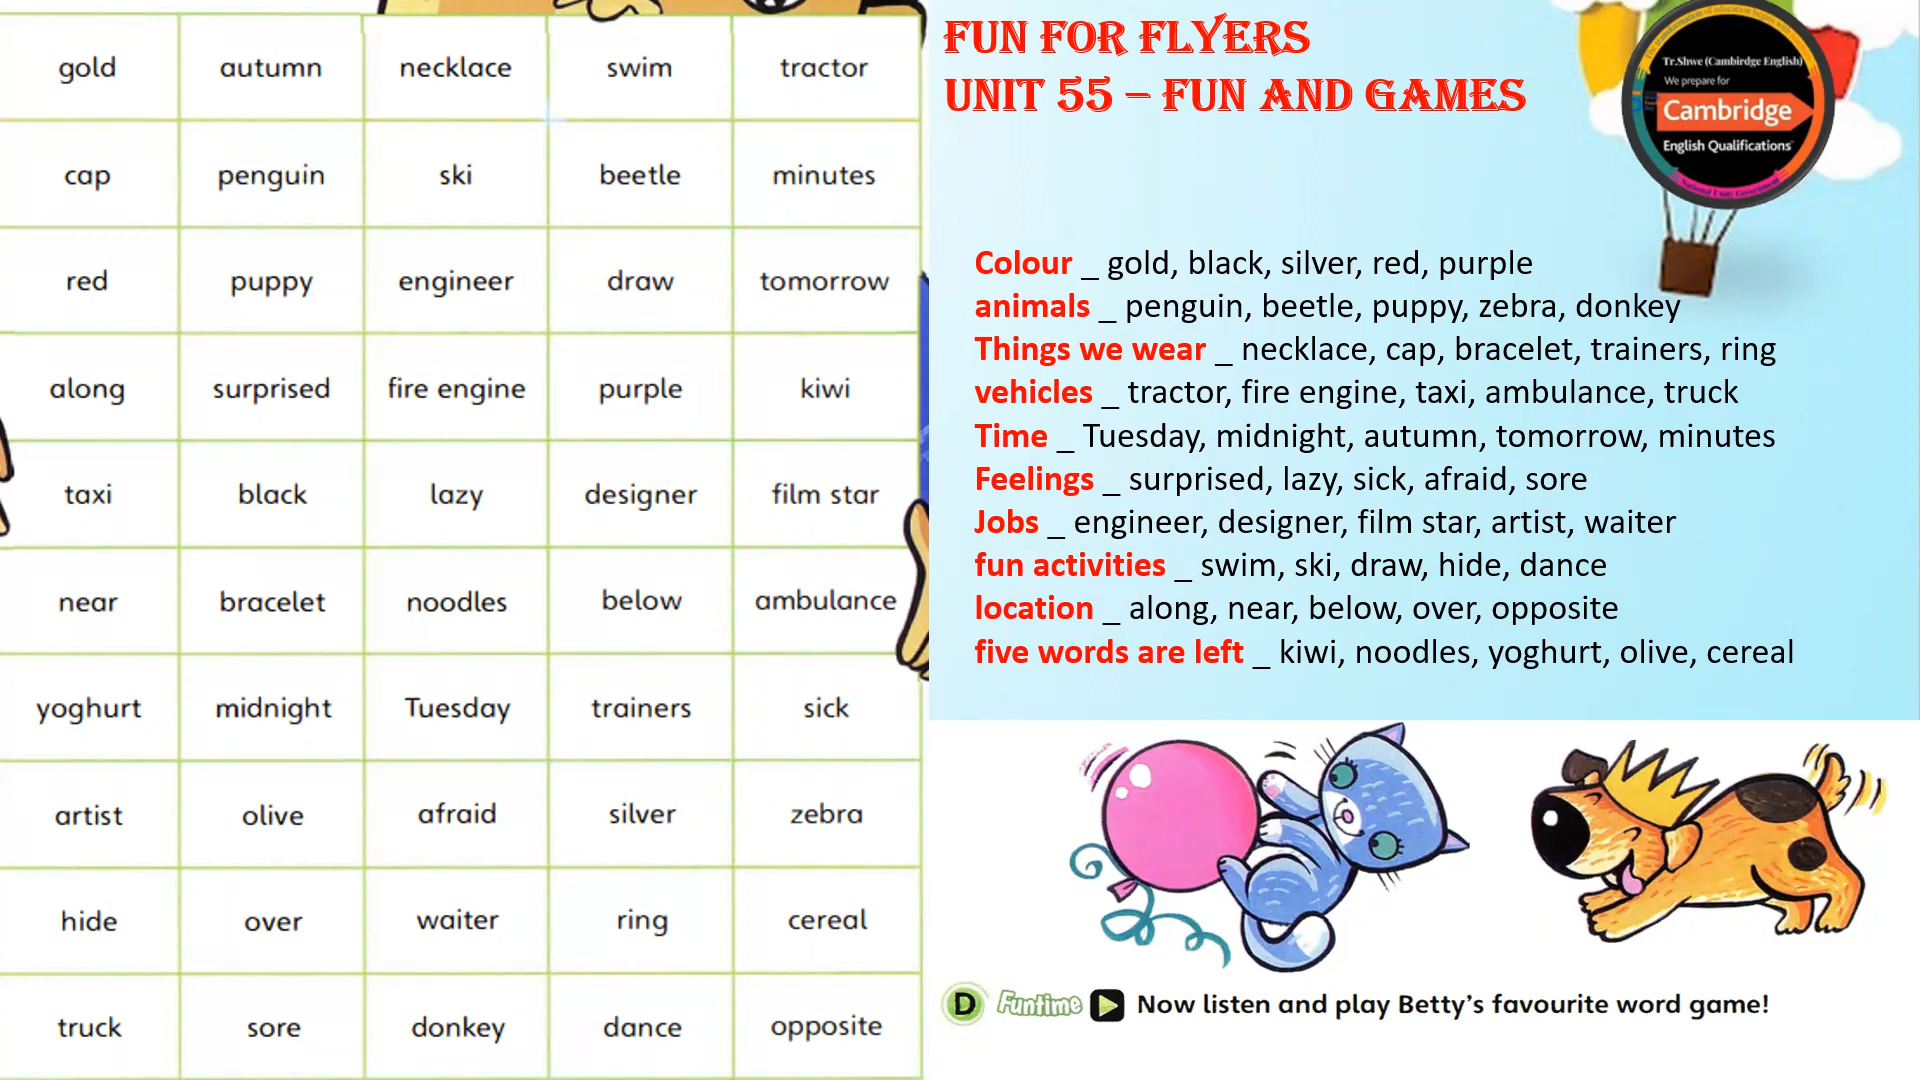 gold autumn necklace swim tractor
cap penguin ski beetle minutes
red puppy engineer draw tomorrow
along surprised fire engine purple kiwi
taxi black lazy designer film star
near bracelet noodles below ambulance
yoghurt midnight Tuesday trainers sick
artist olive afraid silver zebra
hide over waiter ring cereal
truck sore donkey dance opposite
FUN FOR FLYERS
UNIT 55 – FUN AND GAMES
Tr.Shwe (Cambiridge English)
We prepare for
Cambridge
English Qualifications
National Unity Government
Colour _ gold, black, silver, red, purple
animals _ penguin, beetle, puppy, zebra, donkey
Things we wear _ necklace, cap, bracelet, trainers, ring
vehicles _ tractor, fire engine, taxi, ambulance, truck
Time _ Tuesday, midnight, autumn, tomorrow, minutes
Feelings _ surprised, lazy, sick, afraid, sore
Jobs _ engineer, designer, film star, artist, waiter
fun activities _ swim, ski, draw, hide, dance
location _ along, near, below, over, opposite
five words are left _ kiwi, noodles, yoghurt, olive, cereal
D Funtime Now listen and play Betty's favourite word game!